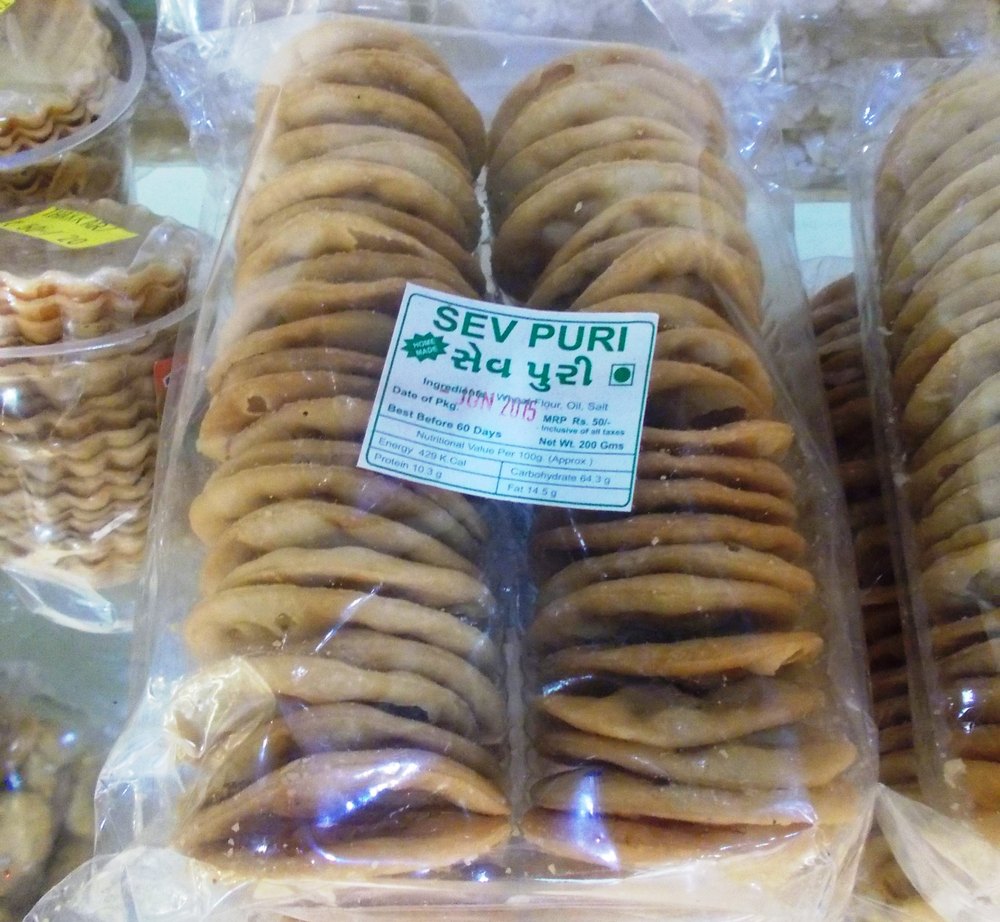 SEV PURI
HOME MADE
સેવ પુરી
Ingredients: Wheat Flour, Oil, Salt
Date of Pkg. JUN 2015
MRP Rs. 50/-
Inclusive of all taxes
Best Before 60 Days
Net Wt. 200 Gms
Nutritional Value Per 100g. (Approx.)
Energy 429 K.Cal
Carbohydrate 64.3 g
Protein 10.3 g
Fat 14.5 g